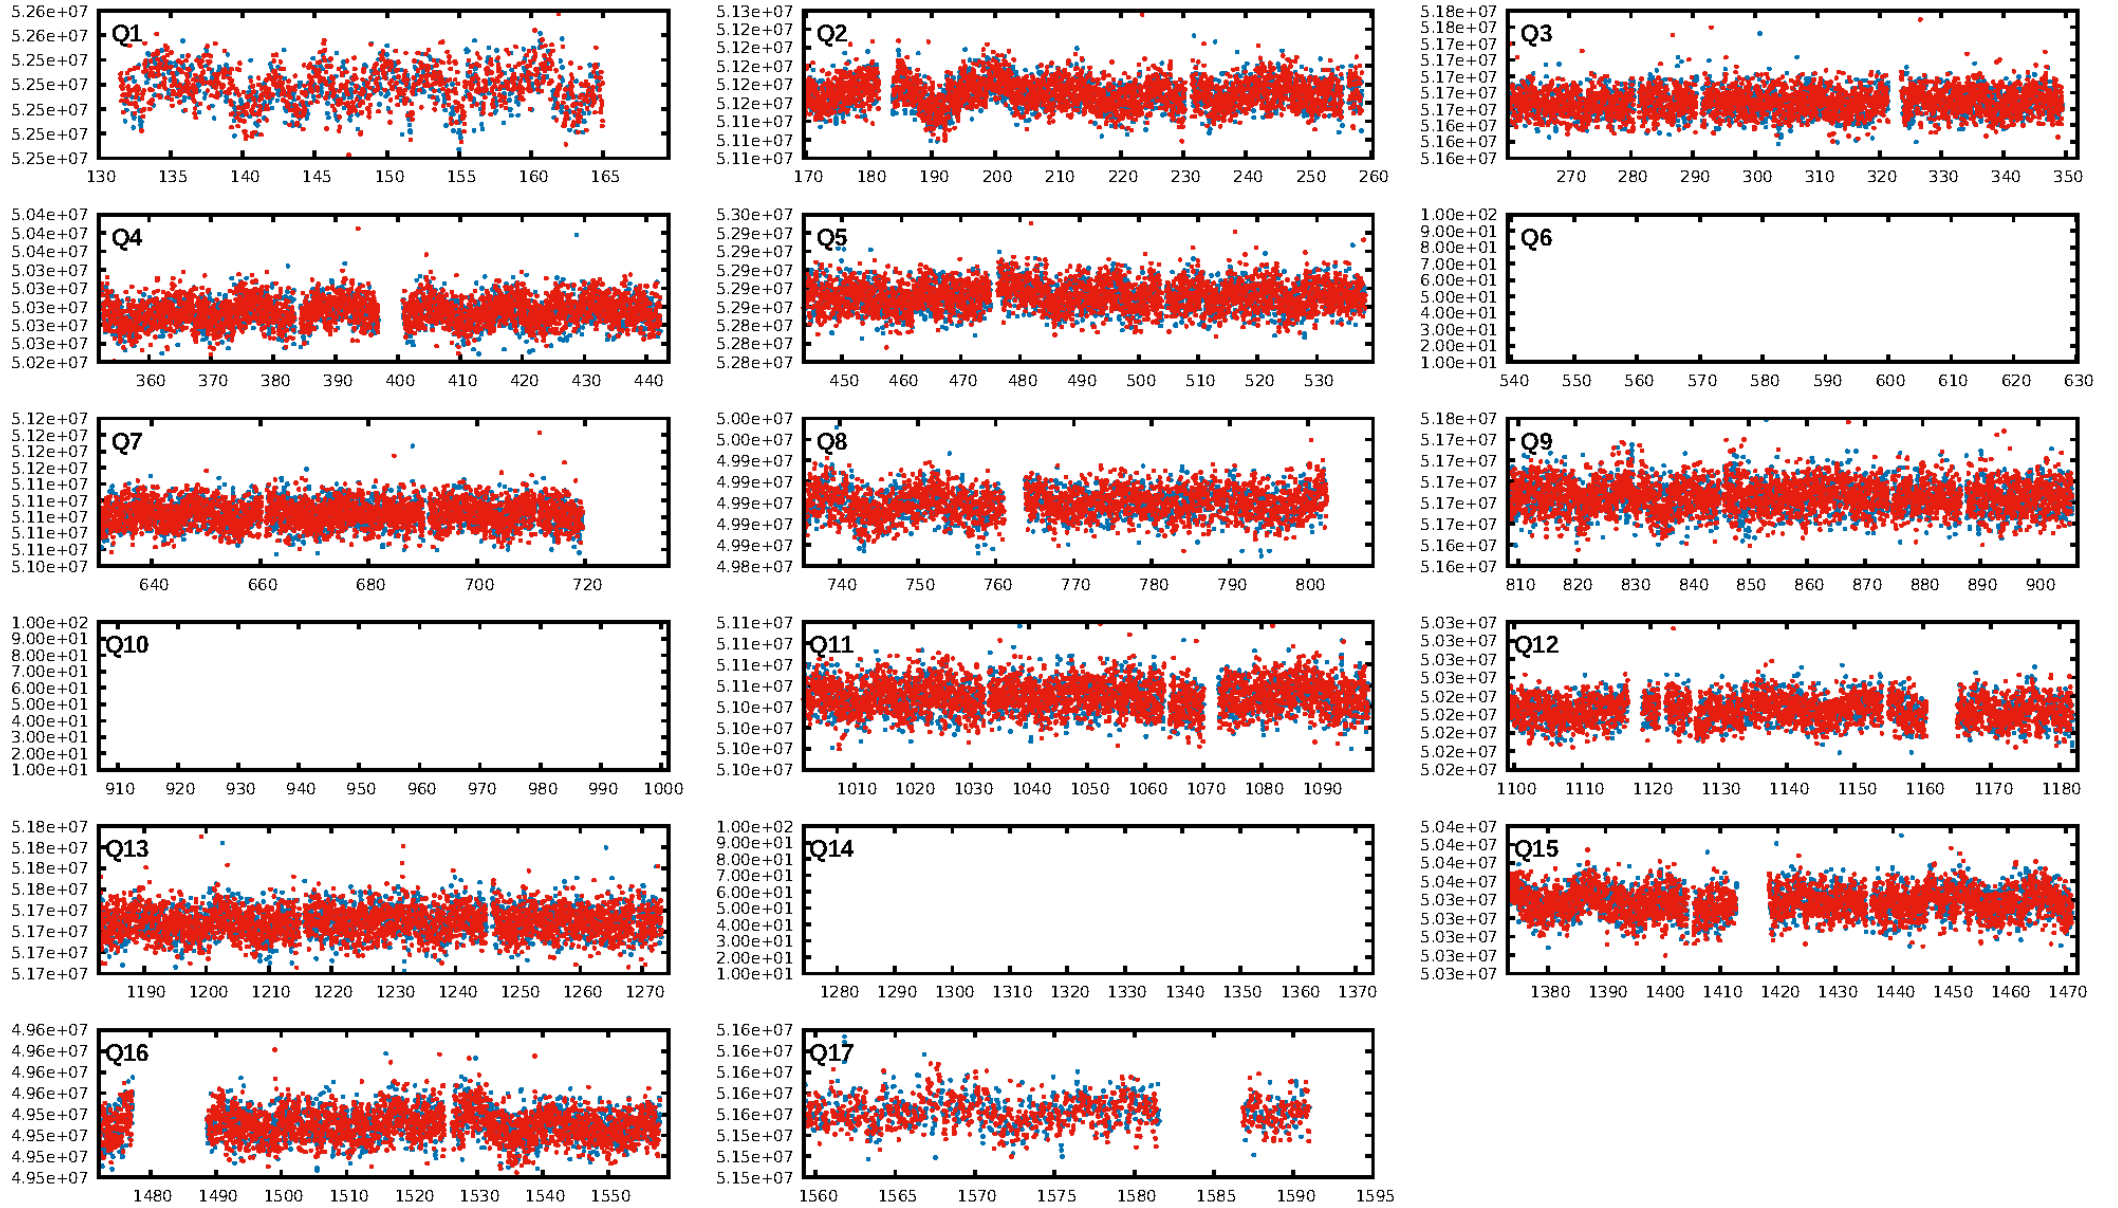 Q1
5.26e+07
5.26e+07
5.25e+07
5.25e+07
5.25e+07
5.25e+07
5.25e+07
130 135 140 145 150 155 160 165
Q2
5.13e+07
5.12e+07
5.12e+07
5.12e+07
5.12e+07
5.12e+07
5.11e+07
5.11e+07
5.11e+07
170 180 190 200 210 220 230 240 250 260
Q3
5.18e+07
5.18e+07
5.17e+07
5.17e+07
5.17e+07
5.17e+07
5.17e+07
5.16e+07
5.16e+07
5.16e+07
270 280 290 300 310 320 330 340 350
Q4
5.04e+07
5.04e+07
5.04e+07
5.03e+07
5.03e+07
5.03e+07
5.03e+07
5.03e+07
5.02e+07
360 370 380 390 400 410 420 430 440
Q5
5.30e+07
5.29e+07
5.29e+07
5.29e+07
5.29e+07
5.29e+07
5.28e+07
5.28e+07
5.28e+07
450 460 470 480 490 500 510 520 530
Q6
1.00e+02
9.00e+01
8.00e+01
7.00e+01
6.00e+01
5.00e+01
4.00e+01
3.00e+01
2.00e+01
1.00e+01
540 550 560 570 580 590 600 610 620 630
Q7
5.12e+07
5.12e+07
5.12e+07
5.12e+07
5.11e+07
5.11e+07
5.11e+07
5.11e+07
5.11e+07
5.10e+07
640 660 680 700 720
Q8
5.00e+07
5.00e+07
4.99e+07
4.99e+07
4.99e+07
4.99e+07
4.99e+07
4.98e+07
740 750 760 770 780 790 800
Q9
5.18e+07
5.17e+07
5.17e+07
5.17e+07
5.17e+07
5.17e+07
5.16e+07
5.16e+07
810 820 830 840 850 860 870 880 890 900
Q10
1.00e+02
9.00e+01
8.00e+01
7.00e+01
6.00e+01
5.00e+01
4.00e+01
3.00e+01
2.00e+01
1.00e+01
910 920 930 940 950 960 970 980 990 1000
Q11
5.11e+07
5.11e+07
5.11e+07
5.11e+07
5.10e+07
5.10e+07
5.10e+07
5.10e+07
1010 1020 1030 1040 1050 1060 1070 1080 1090
Q12
5.03e+07
5.03e+07
5.03e+07
5.03e+07
5.02e+07
5.02e+07
5.02e+07
5.02e+07
5.02e+07
1100 1110 1120 1130 1140 1150 1160 1170 1180
Q13
5.18e+07
5.18e+07
5.18e+07
5.18e+07
5.17e+07
5.17e+07
5.17e+07
5.17e+07
1190 1200 1210 1220 1230 1240 1250 1260 1270
Q14
1.00e+02
9.00e+01
8.00e+01
7.00e+01
6.00e+01
5.00e+01
4.00e+01
3.00e+01
2.00e+01
1.00e+01
1280 1290 1300 1310 1320 1330 1340 1350 1360 1370
Q15
5.04e+07
5.04e+07
5.04e+07
5.04e+07
5.03e+07
5.03e+07
5.03e+07
5.03e+07
5.03e+07
1380 1390 1400 1410 1420 1430 1440 1450 1460 1470
Q16
4.96e+07
4.96e+07
4.96e+07
4.96e+07
4.95e+07
4.95e+07
4.95e+07
4.95e+07
1480 1490 1500 1510 1520 1530 1540 1550
Q17
5.16e+07
5.16e+07
5.16e+07
5.16e+07
5.16e+07
5.15e+07
5.15e+07
5.15e+07
1560 1565 1570 1575 1580 1585 1590 1595